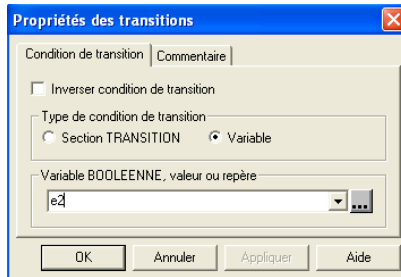 Propriétés des transitions
Condition de transition Commentaire
Inverser condition de transition
Type de condition de transition
Section TRANSITION Variable
Variable BOOLEENNE, valeur ou repère
e2
...
OK Annuler Appliquer Aide